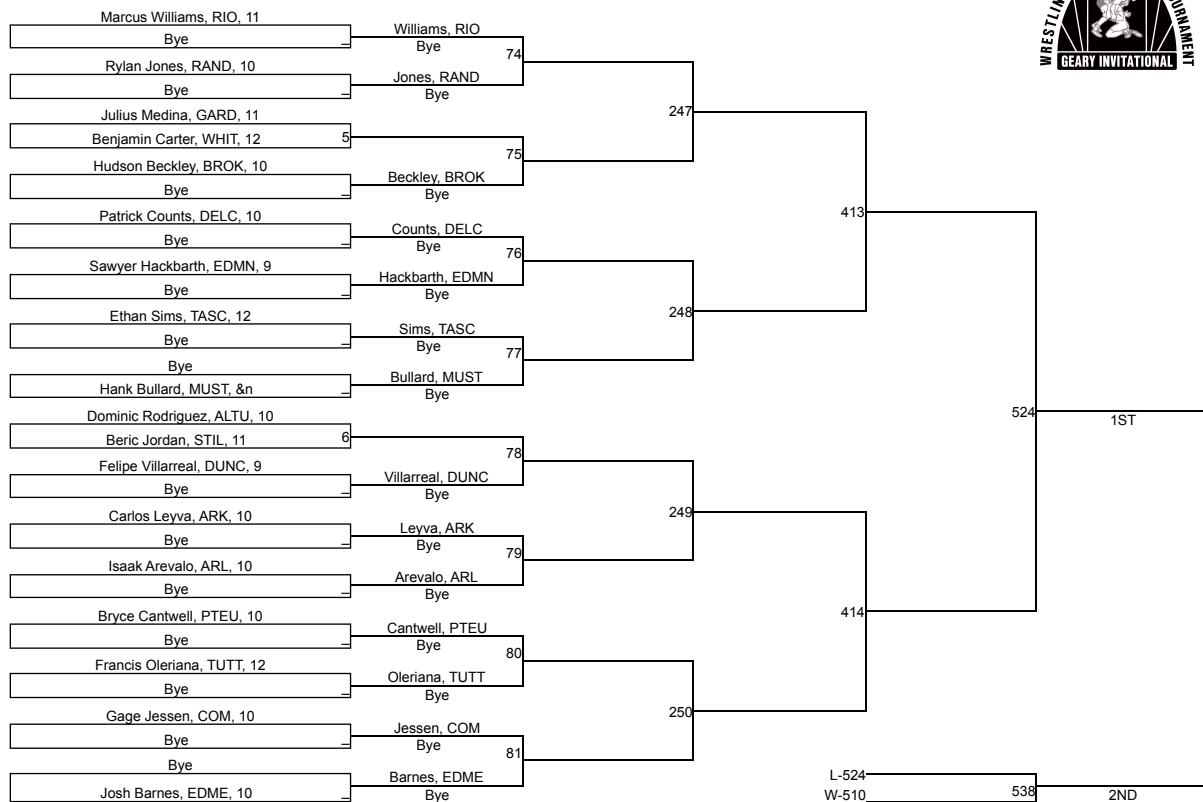 Marcus Williams, RIO, 11
Bye
_
Williams, RIO
Bye
74
Rylan Jones, RAND, 10
Bye
_
Jones, RAND
Bye
247
Julius Medina, GARD, 11
Benjamin Carter, WHIT, 12
5
75
Hudson Beckley, BROK, 10
Bye
_
Beckley, BROK
Bye
413
Patrick Counts, DELC, 10
Bye
_
Counts, DELC
Bye
76
Sawyer Hackbarth, EDMN, 9
Bye
_
Hackbarth, EDMN
Bye
248
Ethan Sims, TASC, 12
Bye
_
Sims, TASC
Bye
77
Bye
Hank Bullard, MUST, &n
_
Bullard, MUST
Bye
524
1ST
Dominic Rodriguez, ALTU, 10
Beric Jordan, STIL, 11
6
78
Felipe Villarreal, DUNC, 9
Bye
_
Villarreal, DUNC
Bye
249
Carlos Leyva, ARK, 10
Bye
_
Leyva, ARK
Bye
79
Isaak Arevalo, ARL, 10
Bye
_
Arevalo, ARL
Bye
414
Bryce Cantwell, PTEU, 10
Bye
_
Cantwell, PTEU
Bye
80
Francis Oleriana, TUTT, 12
Bye
_
Oleriana, TUTT
Bye
250
Gage Jessen, COM, 10
Bye
_
Jessen, COM
Bye
81
Bye
Josh Barnes, EDME, 10
_
Barnes, EDME
Bye
L-524
W-510
538
2ND
GEARY INVITATIONAL